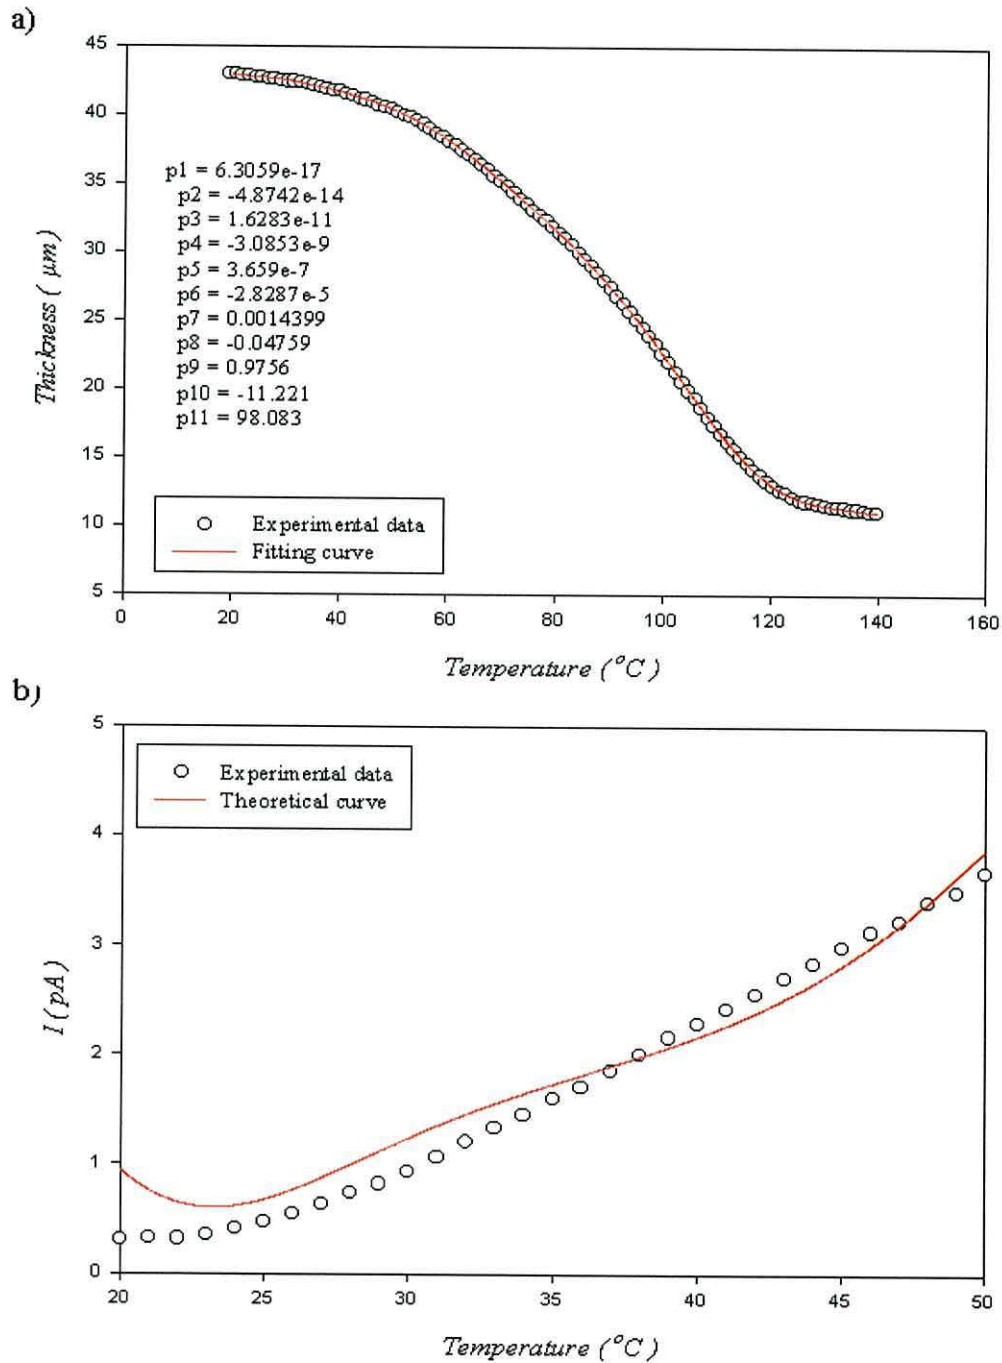 a)
45
40
35
30
25
20
15
10
5
Thickness ( μm)
p1 = 6.3059e-17
p2 = -4.8742e-14
p3 = 1.6283e-11
p4 = -3.0853e-9
p5 = 3.659e-7
p6 = -2.8287e-5
p7 = 0.0014399
p8 = -0.04759
p9 = 0.9756
p10 = -11.221
p11 = 98.083
Experimental data
Fitting curve
0 20 40 60 80 100 120 140 160
Temperature (°C)
b)
5
4
3
2
1
0
I (pA)
Experimental data
Theoretical curve
20 25 30 35 40 45 50
Temperature (°C)